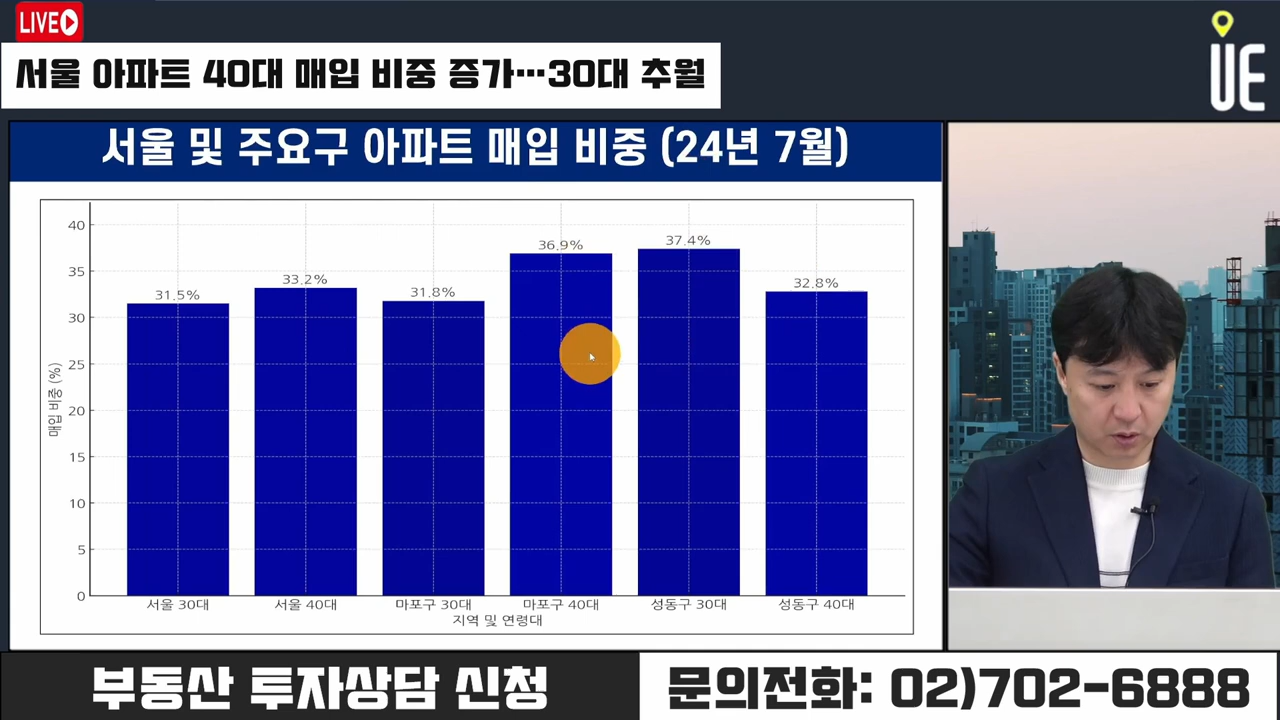 LIVE
서울 아파트 40대 매입 비중 증가…30대 추월
UE
서울 및 주요구 아파트 매입 비중 (24년 7월)
매입 비중 (%)
40
35
30
25
20
15
10
5
0
31.5%
33.2%
31.8%
36.9%
37.4%
32.8%
서울 30대
서울 40대
마포구 30대
마포구 40대
성동구 30대
성동구 40대
지역 및 연령대
부동산 투자상담 신청
문의전화: 02)702-6888